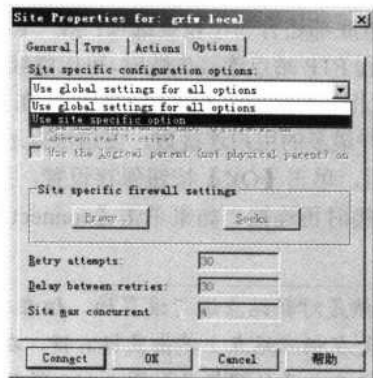 Site Properties for: grfw.local
General Type Actions Options
Site specific configuration options:
Use global settings for all options
Use global settings for all options
Use site specific option
Use the logical parent (not physical parent) on
Site specific firewall settings
Proxy... Socks...
Retry attempts: 30
Delay between retries: 30
Site max concurrent 4
Connect OK Cancel 帮助